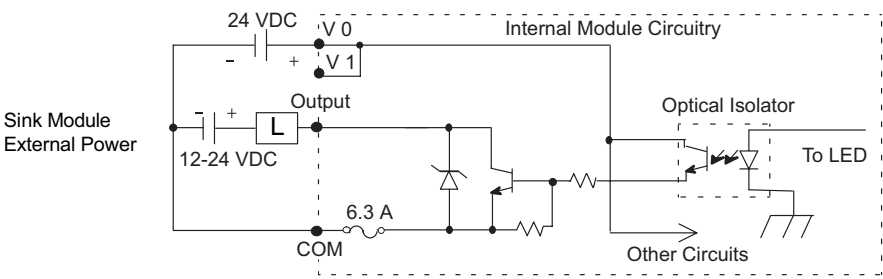 24 VDC
V 0
Internal Module Circuitry
- +
V 1
Output
Optical Isolator
Sink Module
External Power
- +
L
12-24 VDC
To LED
6.3 A
COM
Other Circuits